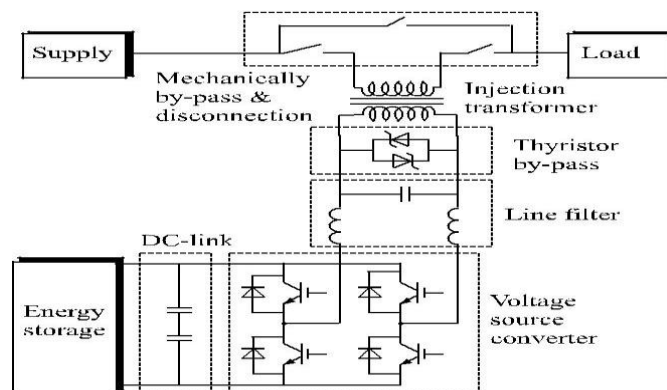 Supply
Load
Mechanically
by-pass &
disconnection
Injection
transformer
Thyristor
by-pass
Line filter
DC-link
Energy
storage
Voltage
source
converter